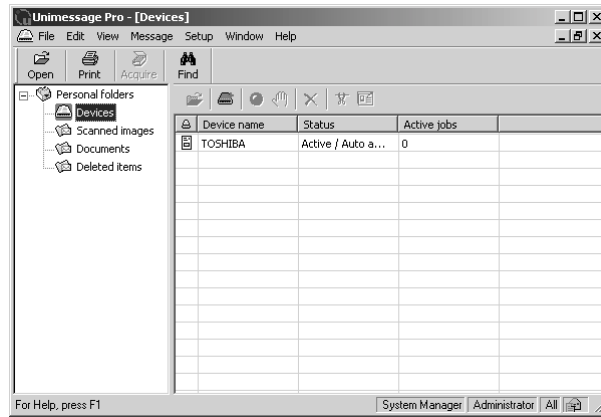 Unimessage Pro - [Devices]
File Edit View Message Setup Window Help
Open Print Acquire Find
Personal folders
Devices
Scanned images
Documents
Deleted items
Device name Status Active jobs
TOSHIBA Active / Auto a... 0
For Help, press F1 System Manager Administrator All